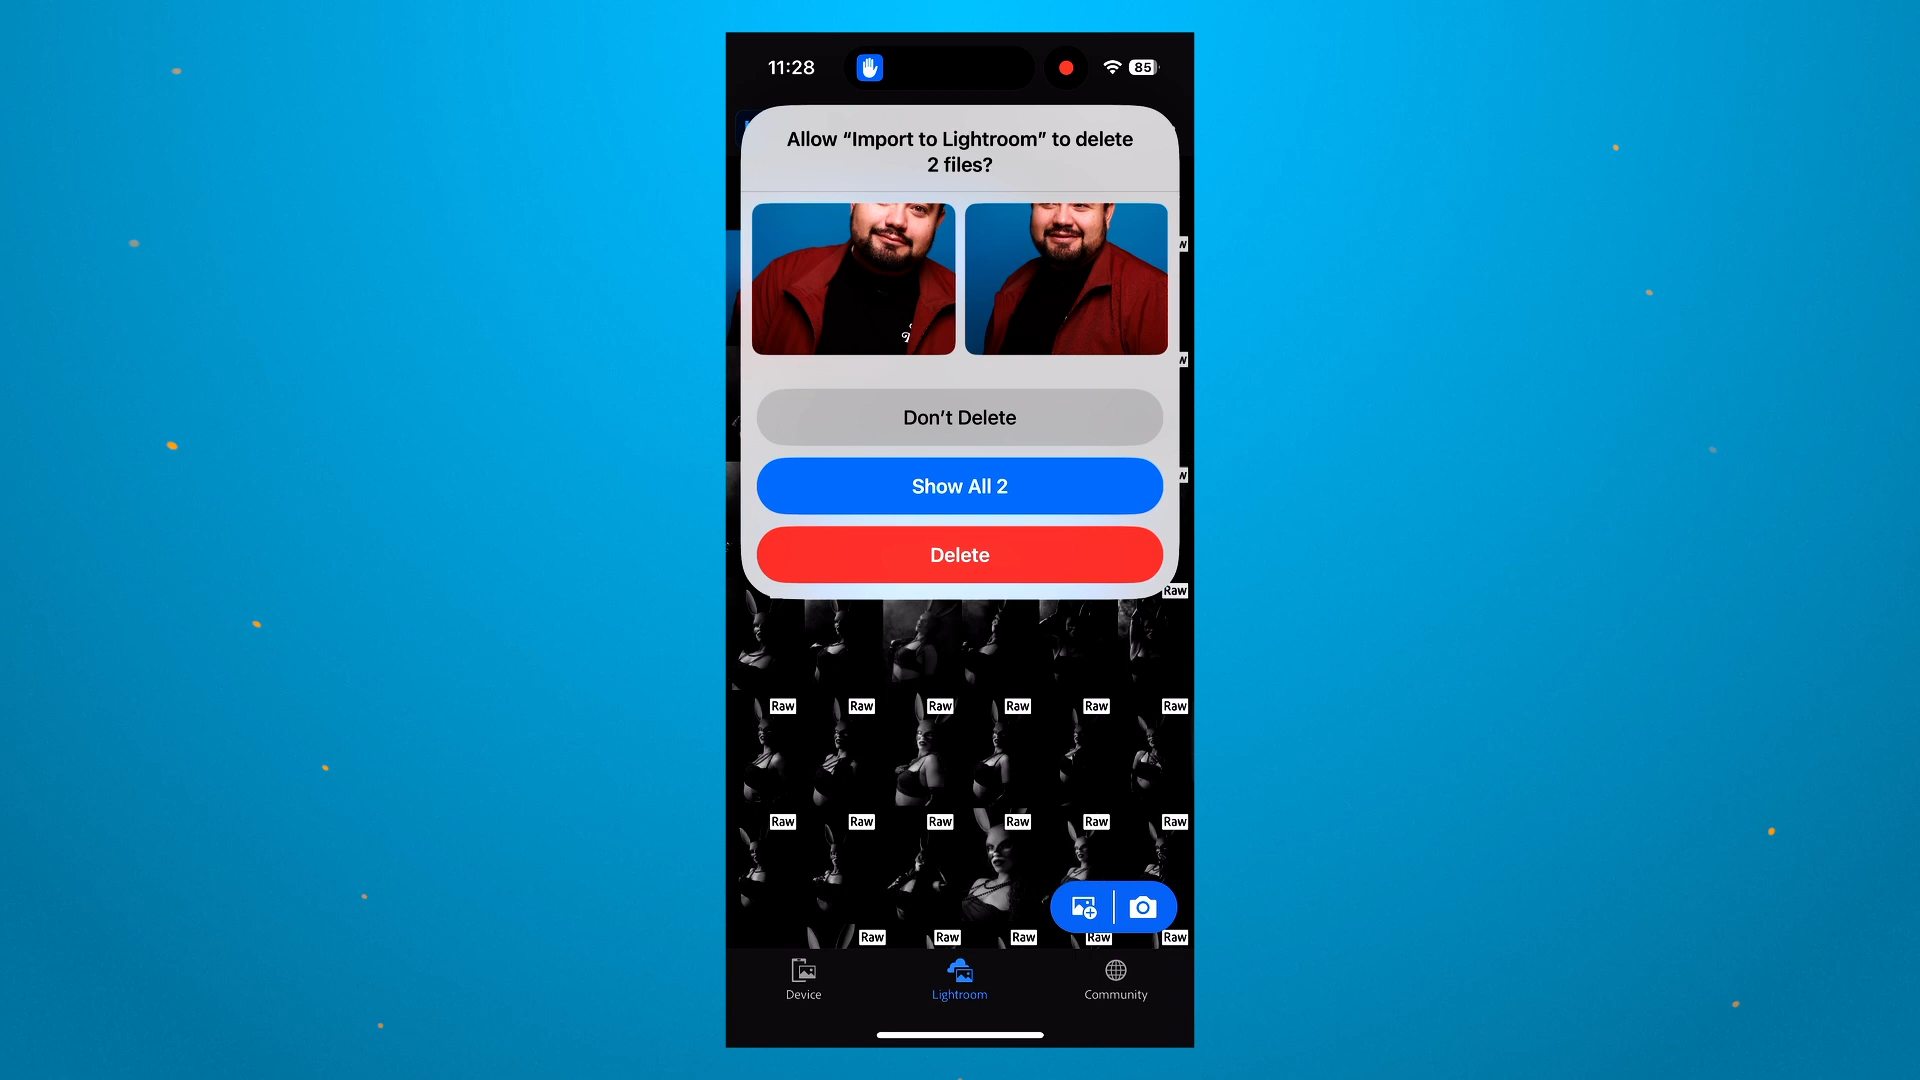 11:28
85
Allow “Import to Lightroom” to delete
2 files?
Don’t Delete
Show All 2
Delete
Raw
Raw Raw Raw Raw Raw Raw
Raw Raw Raw Raw Raw Raw
Raw Raw Raw Raw Raw
Device Lightroom Community